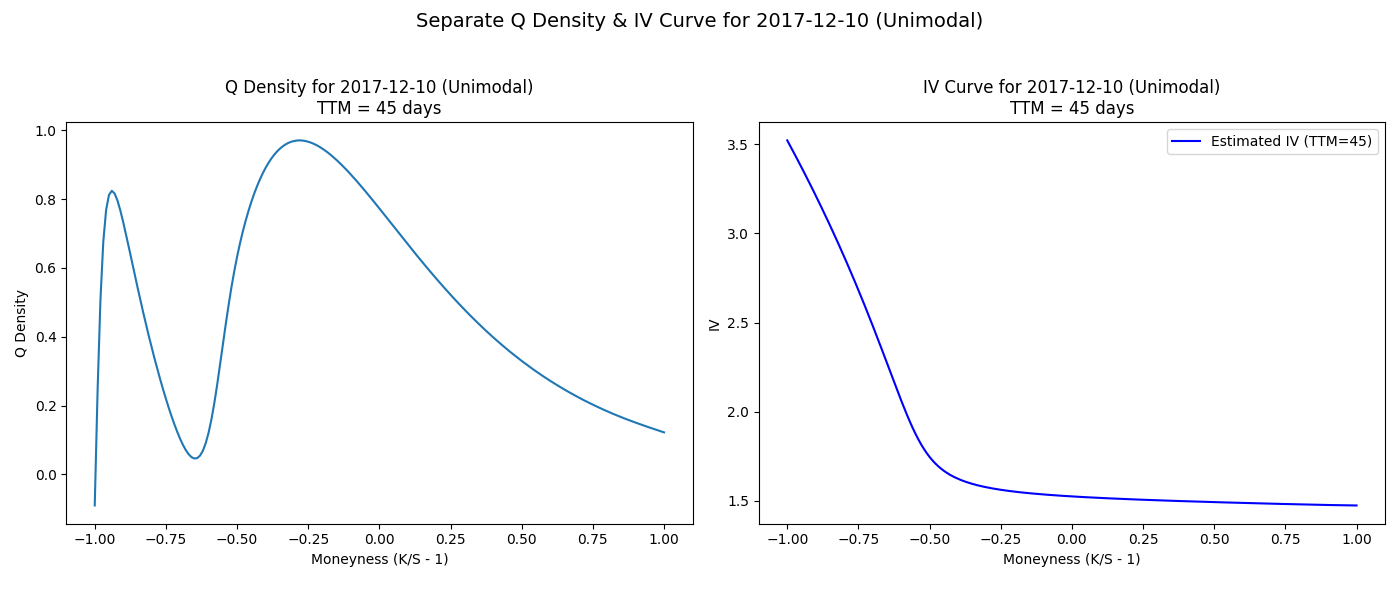 Separate Q Density & IV Curve for 2017-12-10 (Unimodal)
Q Density for 2017-12-10 (Unimodal)
TTM = 45 days
1.0
0.8
0.6
0.4
0.2
0.0
Q Density
−1.00 −0.75 −0.50 −0.25 0.00 0.25 0.50 0.75 1.00
Moneyness (K/S - 1)
IV Curve for 2017-12-10 (Unimodal)
TTM = 45 days
Estimated IV (TTM=45)
3.5
3.0
2.5
2.0
1.5
IV
−1.00 −0.75 −0.50 −0.25 0.00 0.25 0.50 0.75 1.00
Moneyness (K/S - 1)